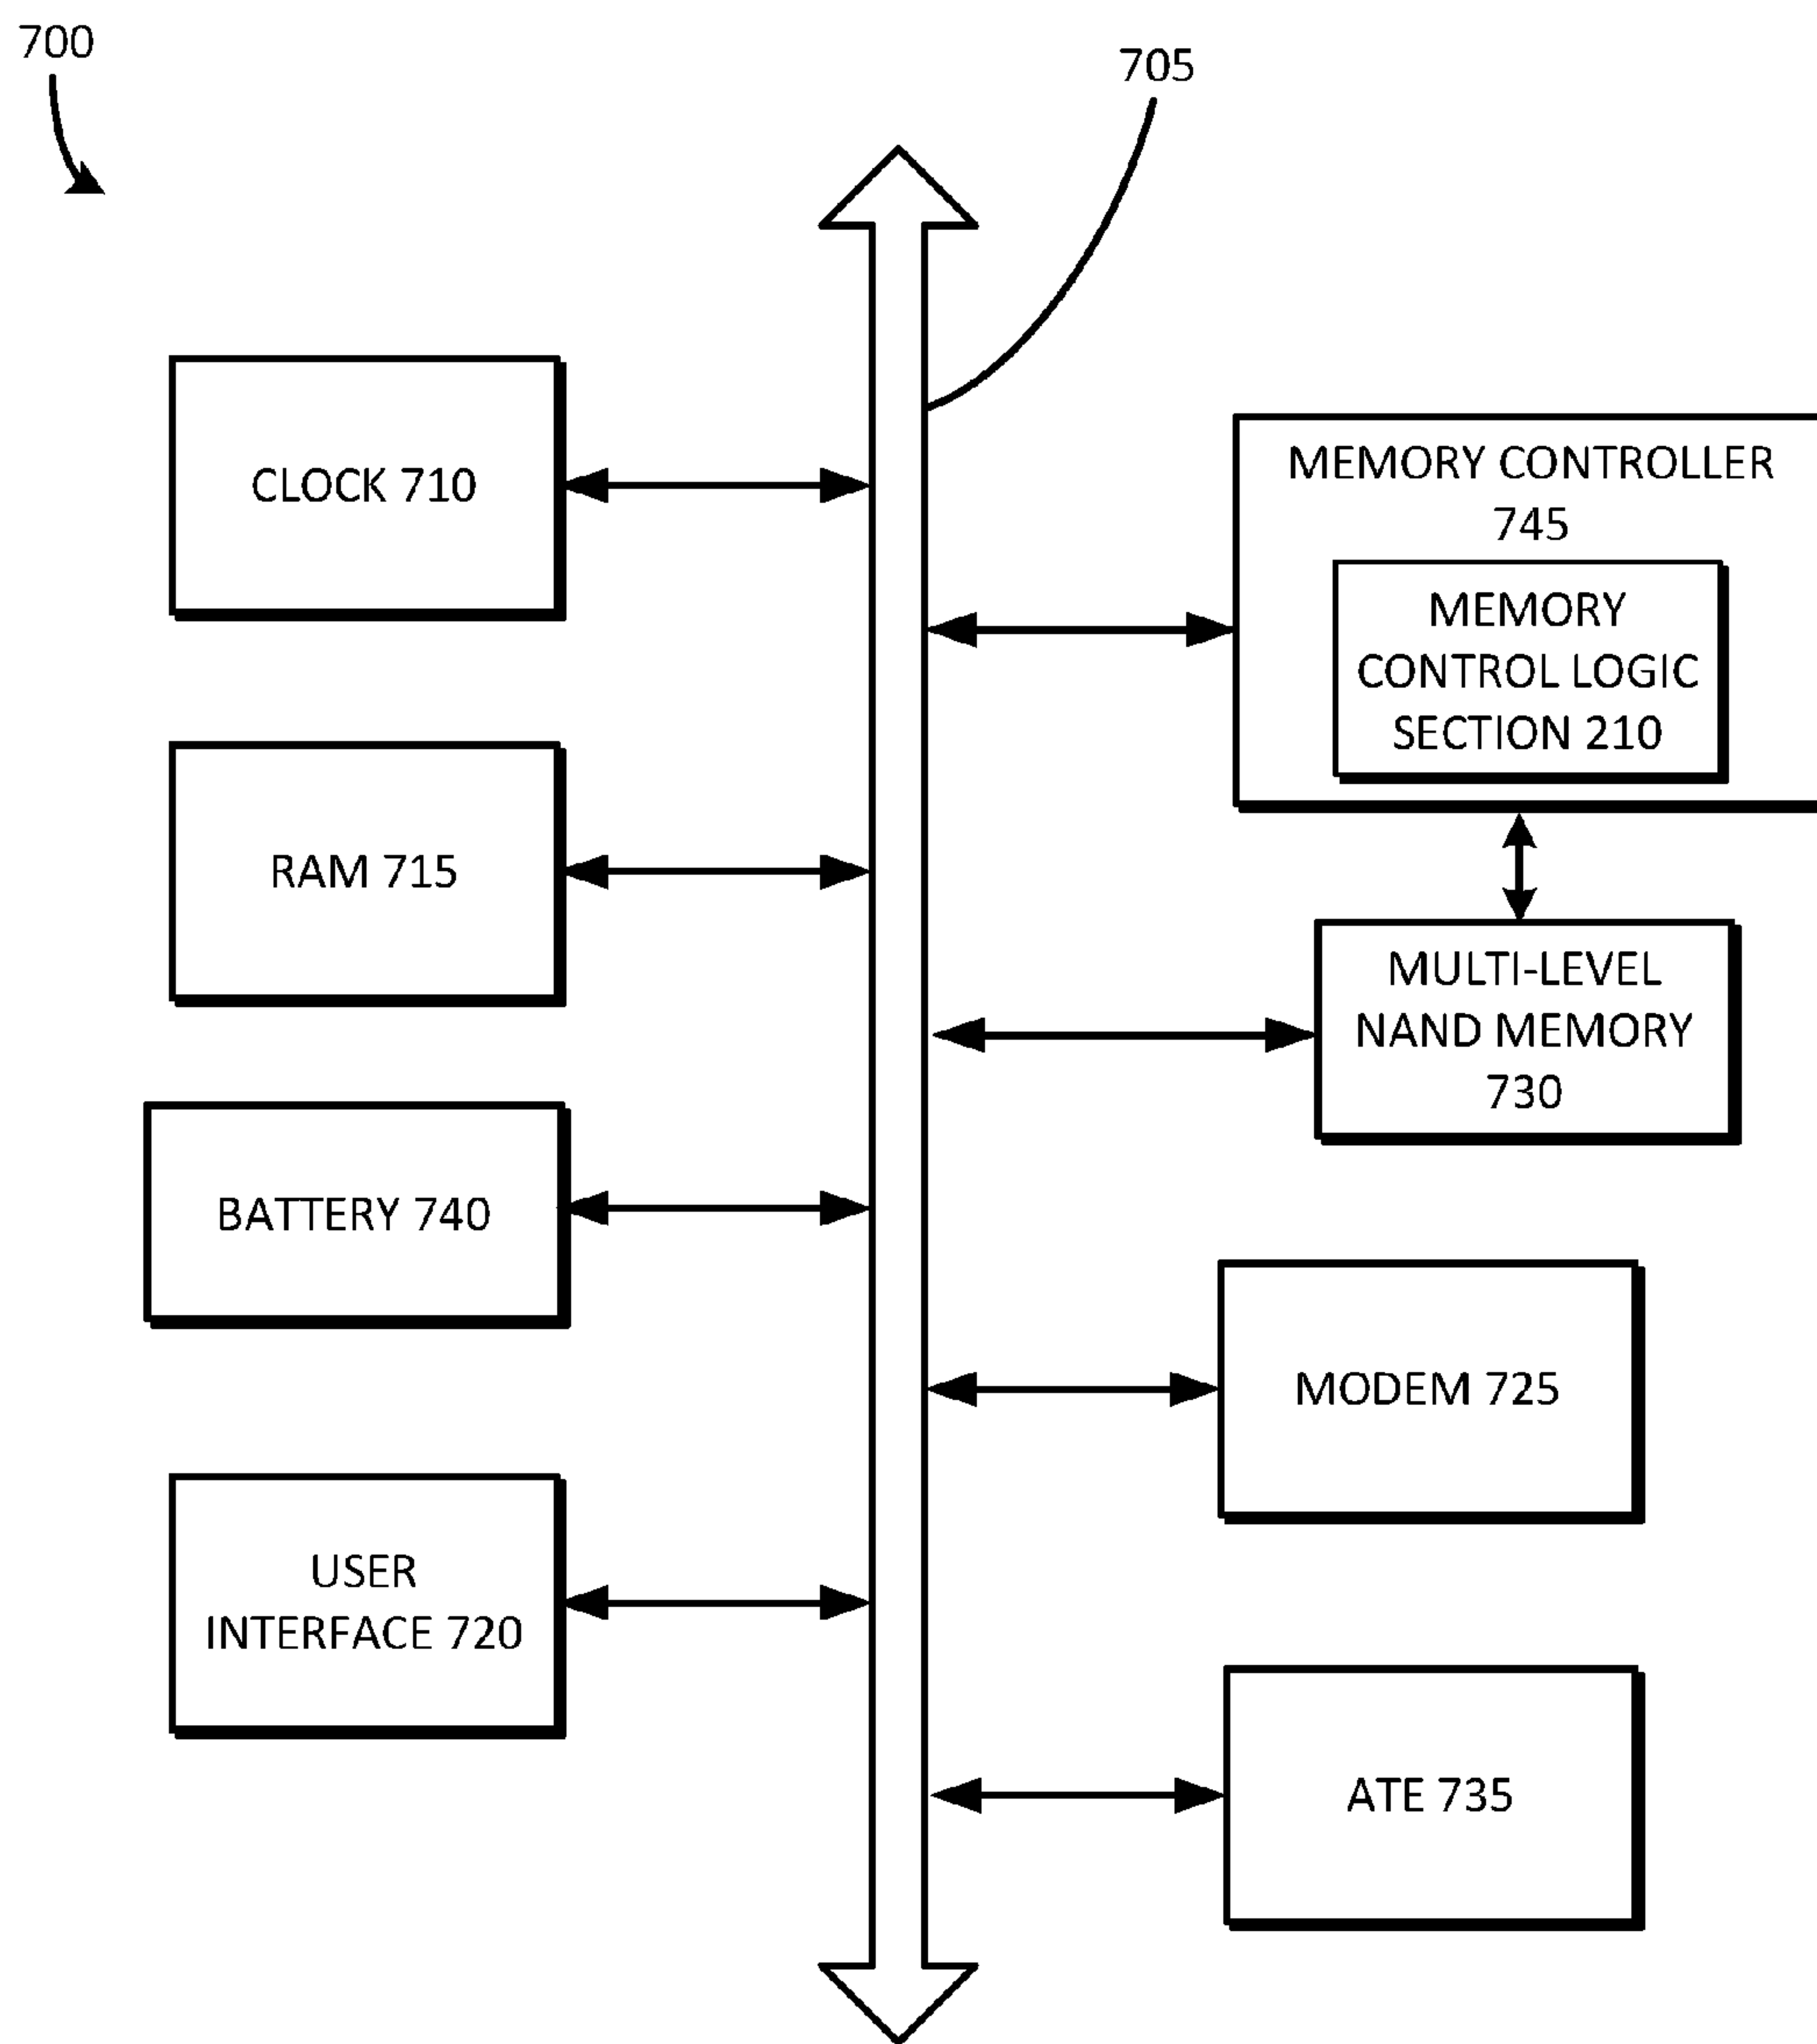 700
705
CLOCK 710
MEMORY CONTROLLER
745
MEMORY
CONTROL LOGIC
SECTION 210
RAM 715
MULTI-LEVEL
NAND MEMORY
730
BATTERY 740
MODEM 725
USER
INTERFACE 720
ATE 735